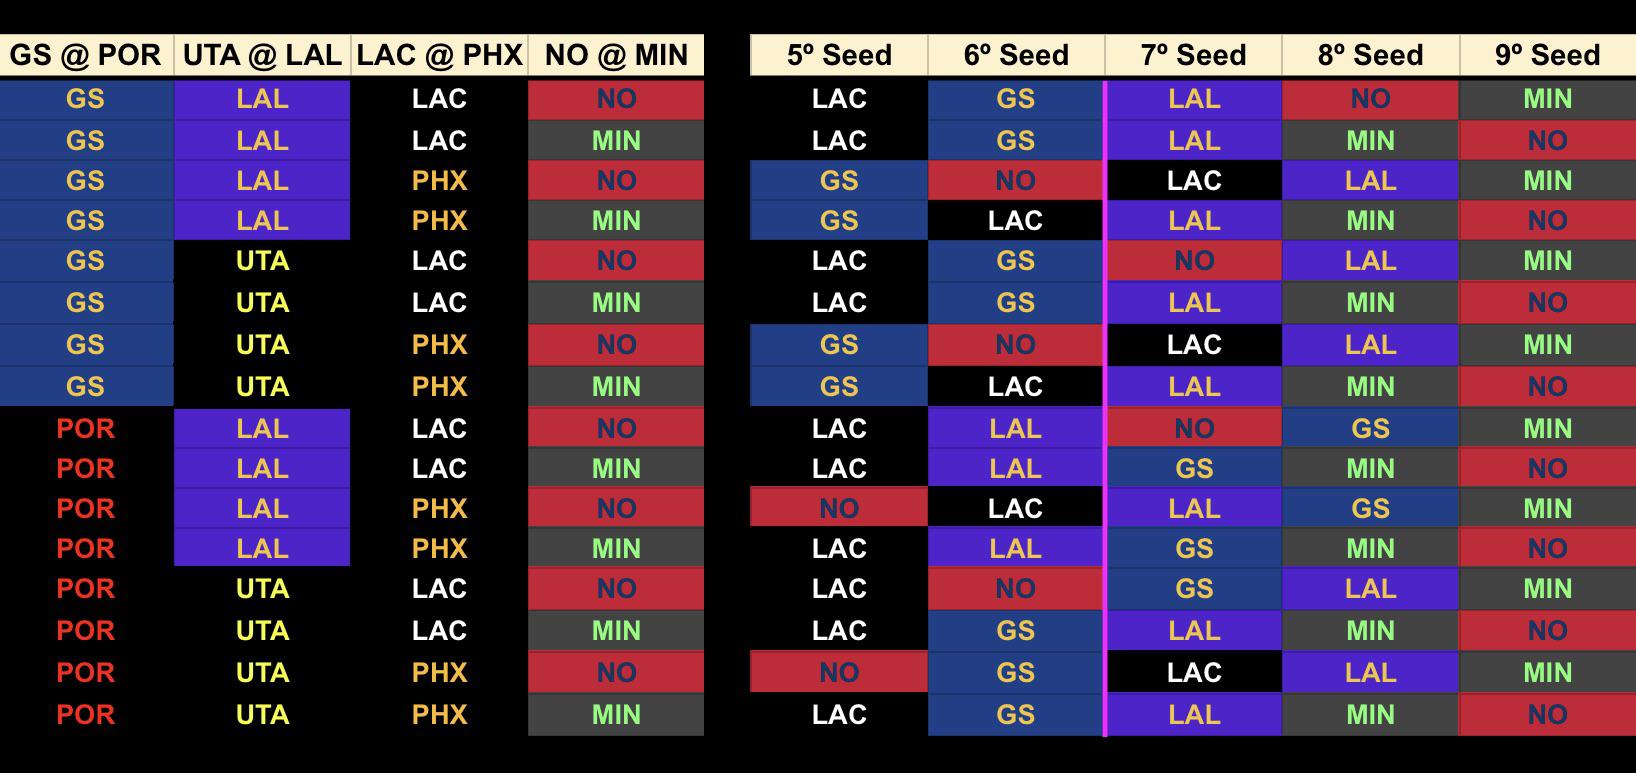 GS @ POR UTA @ LAL LAC @ PHX NO @ MIN 5º Seed 6º Seed 7º Seed 8º Seed 9º Seed
GS LAL LAC NO LAC GS LAL NO MIN
GS LAL LAC MIN LAC GS LAL MIN NO
GS LAL PHX NO GS NO LAC LAL MIN
GS LAL PHX MIN GS LAC LAL MIN NO
GS UTA LAC NO LAC GS NO LAL MIN
GS UTA LAC MIN LAC GS LAL MIN NO
GS UTA PHX NO GS NO LAC LAL MIN
GS UTA PHX MIN GS LAC LAL MIN NO
POR LAL LAC NO LAC LAL NO GS MIN
POR LAL LAC MIN LAC LAL GS MIN NO
POR LAL PHX NO NO LAC LAL GS MIN
POR LAL PHX MIN LAC LAL GS MIN NO
POR UTA LAC NO LAC NO GS LAL MIN
POR UTA LAC MIN LAC GS LAL MIN NO
POR UTA PHX NO NO GS LAC LAL MIN
POR UTA PHX MIN LAC GS LAL MIN NO